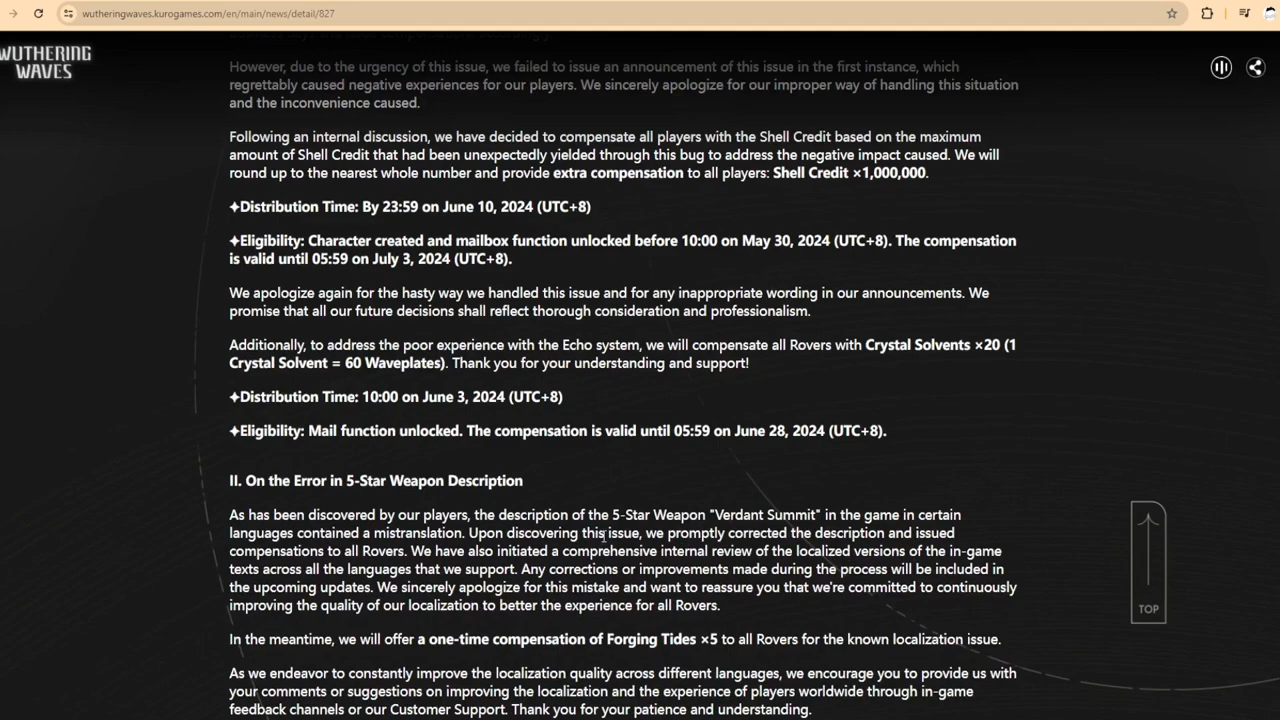 wutheringwaves.kurogames.com/en/main/news/detail/827
WUTHERING
WAVES
However, due to the urgency of this issue, we failed to issue an announcement of this issue in the first instance, which
regrettably caused negative experiences for our players. We sincerely apologize for our improper way of handling this situation
and the inconvenience caused.
Following an internal discussion, we have decided to compensate all players with the Shell Credit based on the maximum
amount of Shell Credit that had been unexpectedly yielded through this bug to address the negative impact caused. We will
round up to the nearest whole number and provide extra compensation to all players: Shell Credit ×1,000,000.
✦Distribution Time: By 23:59 on June 10, 2024 (UTC+8)
✦Eligibility: Character created and mailbox function unlocked before 10:00 on May 30, 2024 (UTC+8). The compensation
is valid until 05:59 on July 3, 2024 (UTC+8).
We apologize again for the hasty way we handled this issue and for any inappropriate wording in our announcements. We
promise that all our future decisions shall reflect thorough consideration and professionalism.
Additionally, to address the poor experience with the Echo system, we will compensate all Rovers with Crystal Solvents ×20 (1
Crystal Solvent = 60 Waveplates). Thank you for your understanding and support!
✦Distribution Time: 10:00 on June 3, 2024 (UTC+8)
✦Eligibility: Mail function unlocked. The compensation is valid until 05:59 on June 28, 2024 (UTC+8).
II. On the Error in 5-Star Weapon Description
As has been discovered by our players, the description of the 5-Star Weapon "Verdant Summit" in the game in certain
languages contained a mistranslation. Upon discovering this issue, we promptly corrected the description and issued
compensations to all Rovers. We have also initiated a comprehensive internal review of the localized versions of the in-game
texts across all the languages that we support. Any corrections or improvements made during the process will be included in
the upcoming updates. We sincerely apologize for this mistake and want to reassure you that we're committed to continuously
improving the quality of our localization to better the experience for all Rovers.
TOP
In the meantime, we will offer a one-time compensation of Forging Tides ×5 to all Rovers for the known localization issue.
As we endeavor to constantly improve the localization quality across different languages, we encourage you to provide us with
your comments or suggestions on improving the localization and the experience of players worldwide through in-game
feedback channels or our Customer Support. Thank you for your patience and understanding.